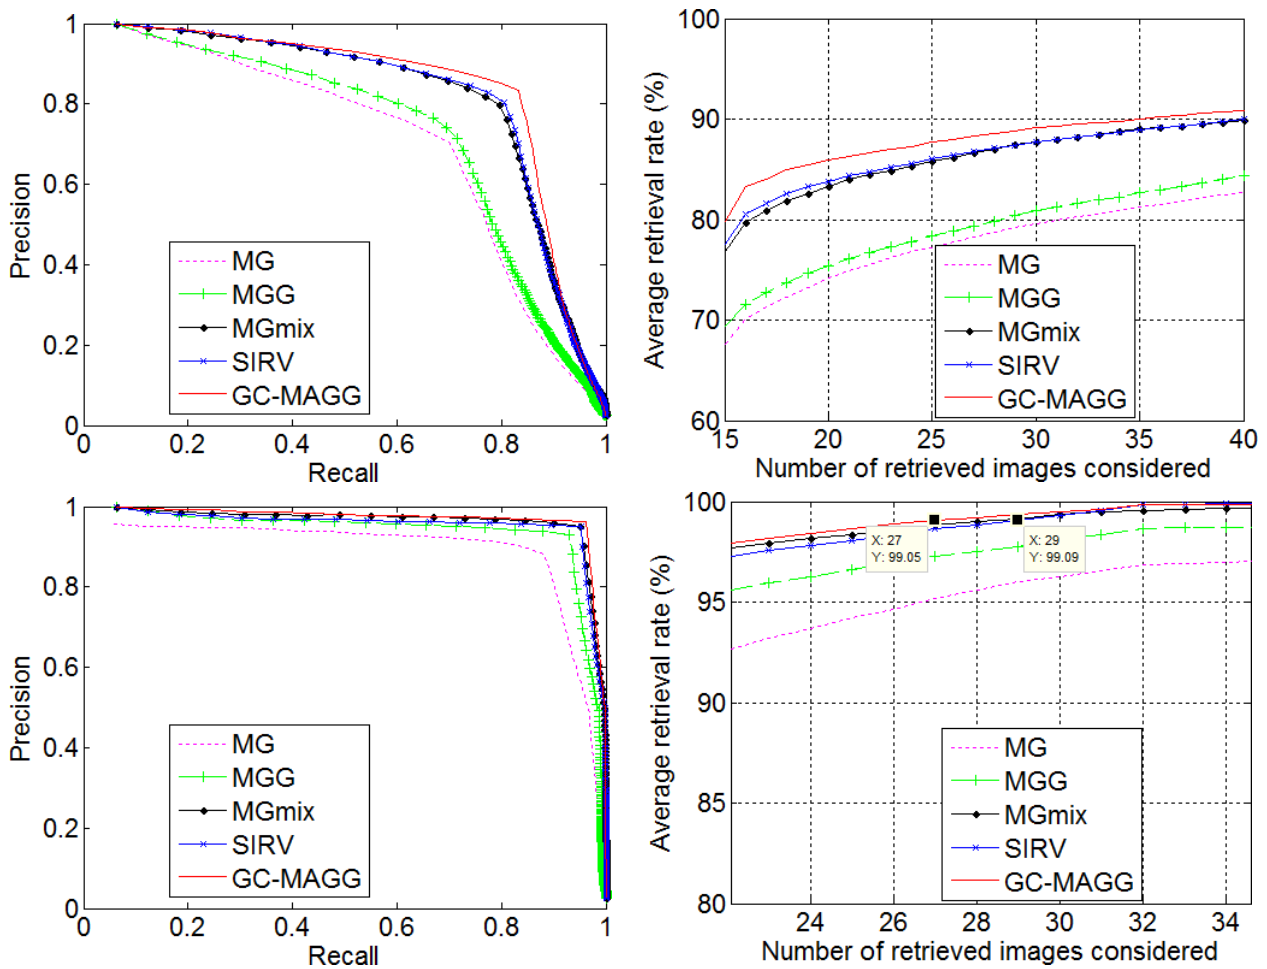 1
0.8
0.6
0.4
0.2
0
Precision
0
0.2
0.4
0.6
0.8
1
Recall
MG
MGG
MGmix
SIRV
GC-MAGG
100
90
80
70
60
Average retrieval rate (%)
15
20
25
30
35
40
Number of retrieved images considered
MG
MGG
MGmix
SIRV
GC-MAGG
1
0.8
0.6
0.4
0.2
0
Precision
0
0.2
0.4
0.6
0.8
1
Recall
MG
MGG
MGmix
SIRV
GC-MAGG
100
95
90
85
80
Average retrieval rate (%)
X: 27
Y: 99.05
X: 29
Y: 99.09
24
26
28
30
32
34
Number of retrieved images considered
MG
MGG
MGmix
SIRV
GC-MAGG